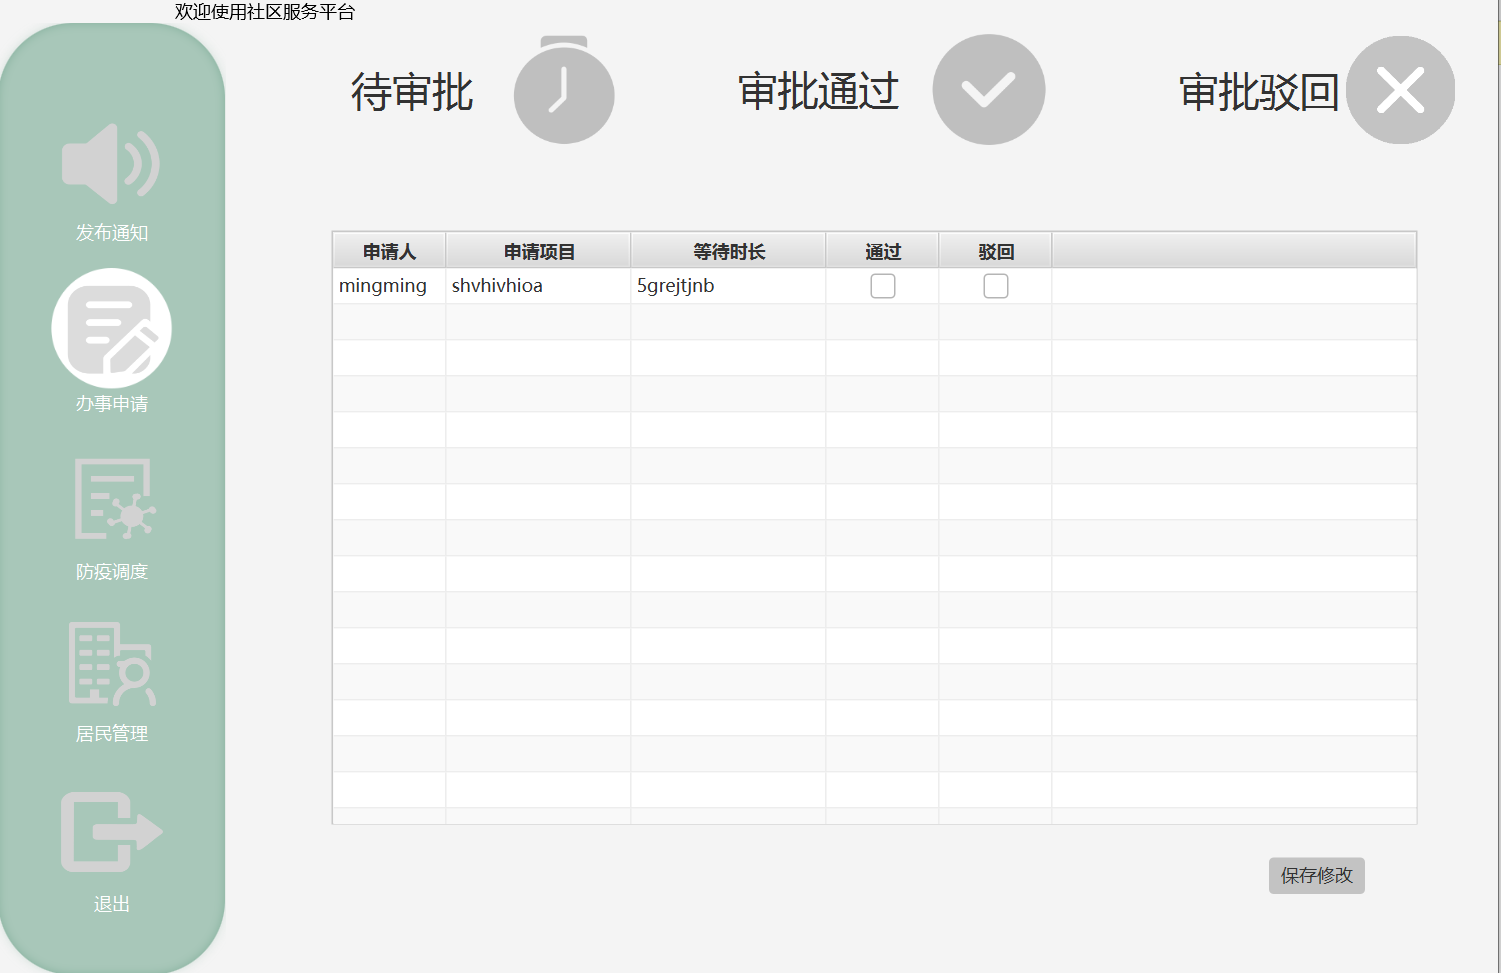 欢迎使用社区服务平台
待审批 审批通过 审批驳回
发布通知
办事申请
防疫调度
居民管理
退出
申请人 申请项目 等待时长 通过 驳回
mingming shvhivhioa 5grejtjnb
保存修改